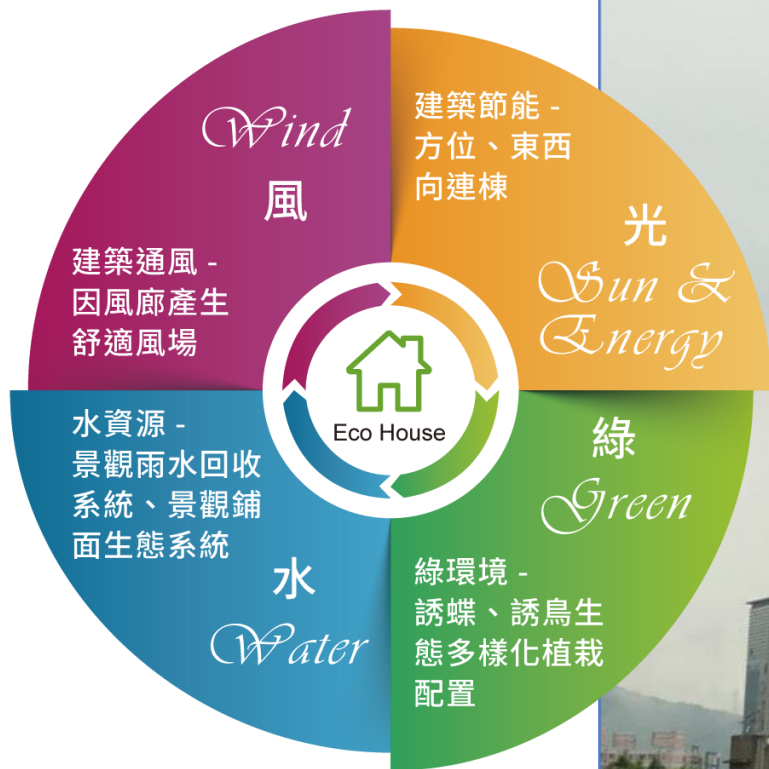 Wind
風
建築通風 -
因風廊產生
舒適風場
建築節能 -
方位、東西
向連棟
光
Sun &
Energy
Eco House
水資源 -
景觀雨水回收
系統、景觀鋪
面生態系統
水
Water
綠
Green
綠環境 -
誘蝶、誘鳥生
態多樣化植栽
配置